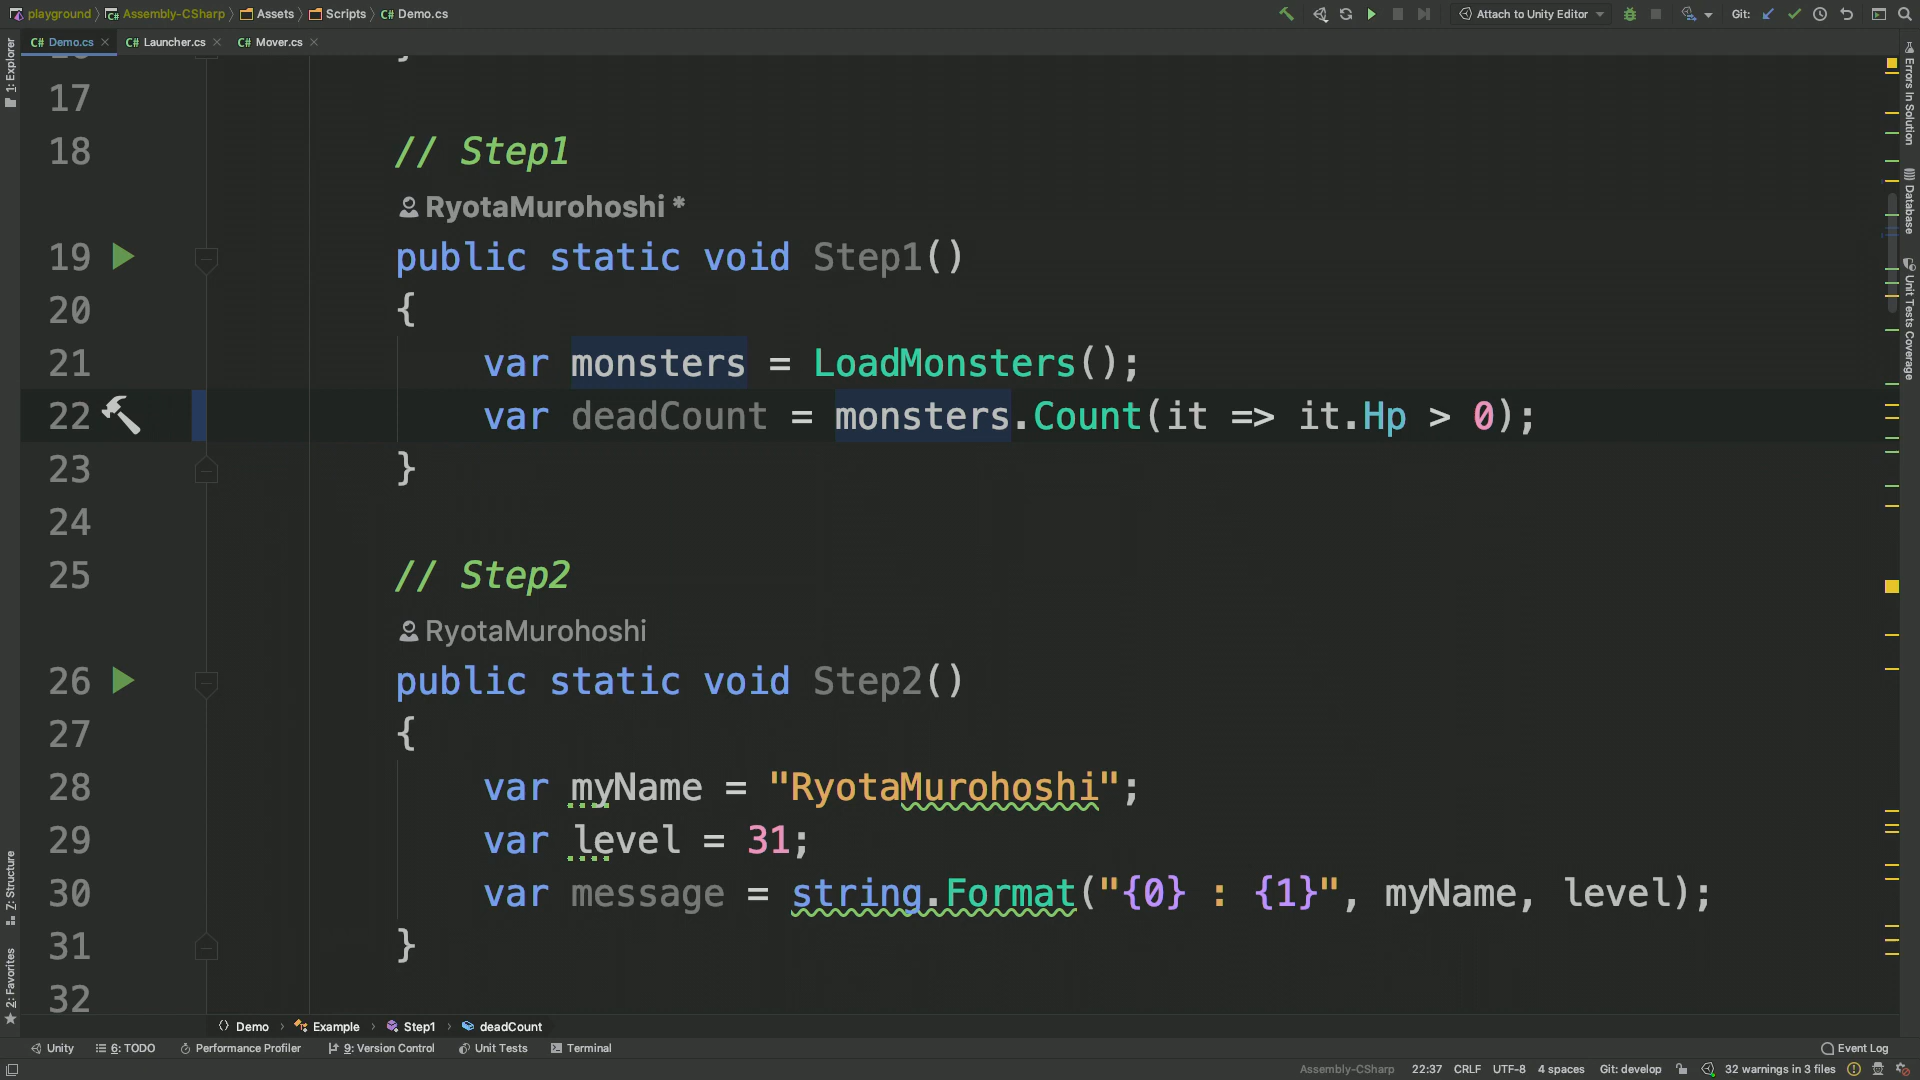 playground Assembly-CSharp Assets Scripts C# Demo.cs Attach to Unity Editor Git:
C# Demo.cs C# Launcher.cs C# Mover.cs
1: Explorer
Errors In Solution
Database
Unit Tests Coverage
17
18 // Step1
RyotaMurohoshi *
19 public static void Step1()
20 {
21 var monsters = LoadMonsters();
22 var deadCount = monsters.Count(it => it.Hp > 0);
23 }
24
25 // Step2
RyotaMurohoshi
26 public static void Step2()
27 {
28 var myName = "RyotaMurohoshi";
29 var level = 31;
30 var message = string.Format("{0} : {1}", myName, level);
31 }
32
Z: Structure
2: Favorites
Demo Example Step1 deadCount
Unity 6: TODO Performance Profiler 9: Version Control Unit Tests Terminal Event Log
Assembly-CSharp 22:37 CRLF UTF-8 4 spaces Git: develop 32 warnings in 3 files